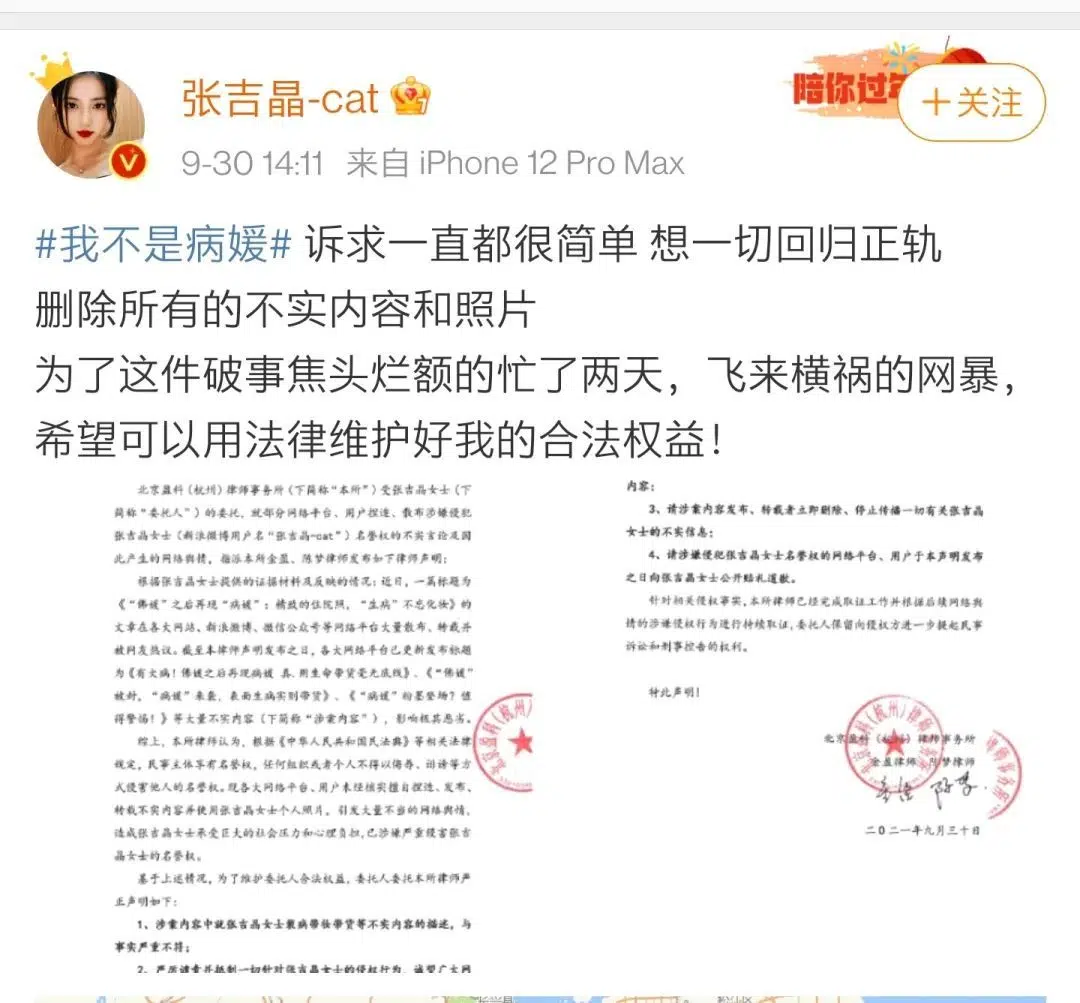 张吉晶-cat
陪你过年
+关注
9-30 14:11 来自 iPhone 12 Pro Max
#我不是病媛# 诉求一直都很简单 想一切回归正轨
删除所有的不实内容和照片
为了这件破事焦头烂额的忙了两天，飞来横祸的网暴，
希望可以用法律维护好我的合法权益！
北京盈科（杭州）律师事务所（下简称“本所”）受张吉晶女士（下
简称“委托人”）的委托，就部分网络平台、用户捏造、散布涉嫌侵犯
张吉晶女士（新浪微博用户名“张吉晶-cat”）名誉权的不实言论及因
此产生的网络舆情，指派本所金盈、陈梦律师发布如下律师声明：
根据张吉晶女士提供的证据材料及反映的情况：近日，一篇标题为
《“佛媛”之后再现“病媛”：精致的住院照，“生病”不忘化妆》的
文章在各大网站、新浪微博、微信公众号等网络平台大量散布、转载并
被网友热议。截至本律师声明发布之日，各大网络平台已更新发布标题
为《有大病！佛媛之后再现病媛 真.用生命带货毫无底线》、《“佛媛”
被封，“病媛”来袭，表面生病实则带货》、《“病媛”粉墨登场？值
得警惕！》等大量不实内容（下简称“涉案内容”），影响极其恶劣。
综上，本所律师认为，根据《中华人民共和国民法典》等相关法律
规定，民事主体享有名誉权，任何组织或者个人不得以侮辱、诽谤等方
式侵害他人的名誉权。现各大网络平台、用户未经核实擅自捏造、发布、
转载不实内容并使用张吉晶女士个人照片，引发大量不当的网络舆情，
造成张吉晶女士承受巨大的社会压力和心理负担，已涉嫌严重侵害张吉
晶女士的名誉权。
基于上述情况，为了维护委托人合法权益，委托人委托本所律师严
正声明如下：
1、涉案内容中就张吉晶女士装病带妆带货等不实内容的描述，与
事实严重不符；
2、严厉谴责并抵制一切针对张吉晶女士的侵权行为，诚望广大网
内容；
3、请涉案内容发布、转载者立即删除、停止传播一切有关张吉晶
女士的不实信息；
4、请涉嫌侵犯张吉晶女士名誉权的网络平台、用户于本声明发布
之日向张吉晶女士公开赔礼道歉。
针对相关侵权事实，本所律师已经完成取证工作并根据后续网络舆
情的涉嫌侵权行为进行持续取证，委托人保留向侵权方进一步提起民事
诉讼和刑事控告的权利。
特此声明！
北京盈科（杭州）律师事务所
金盈律师 陈梦律师
二〇二一年九月三十日